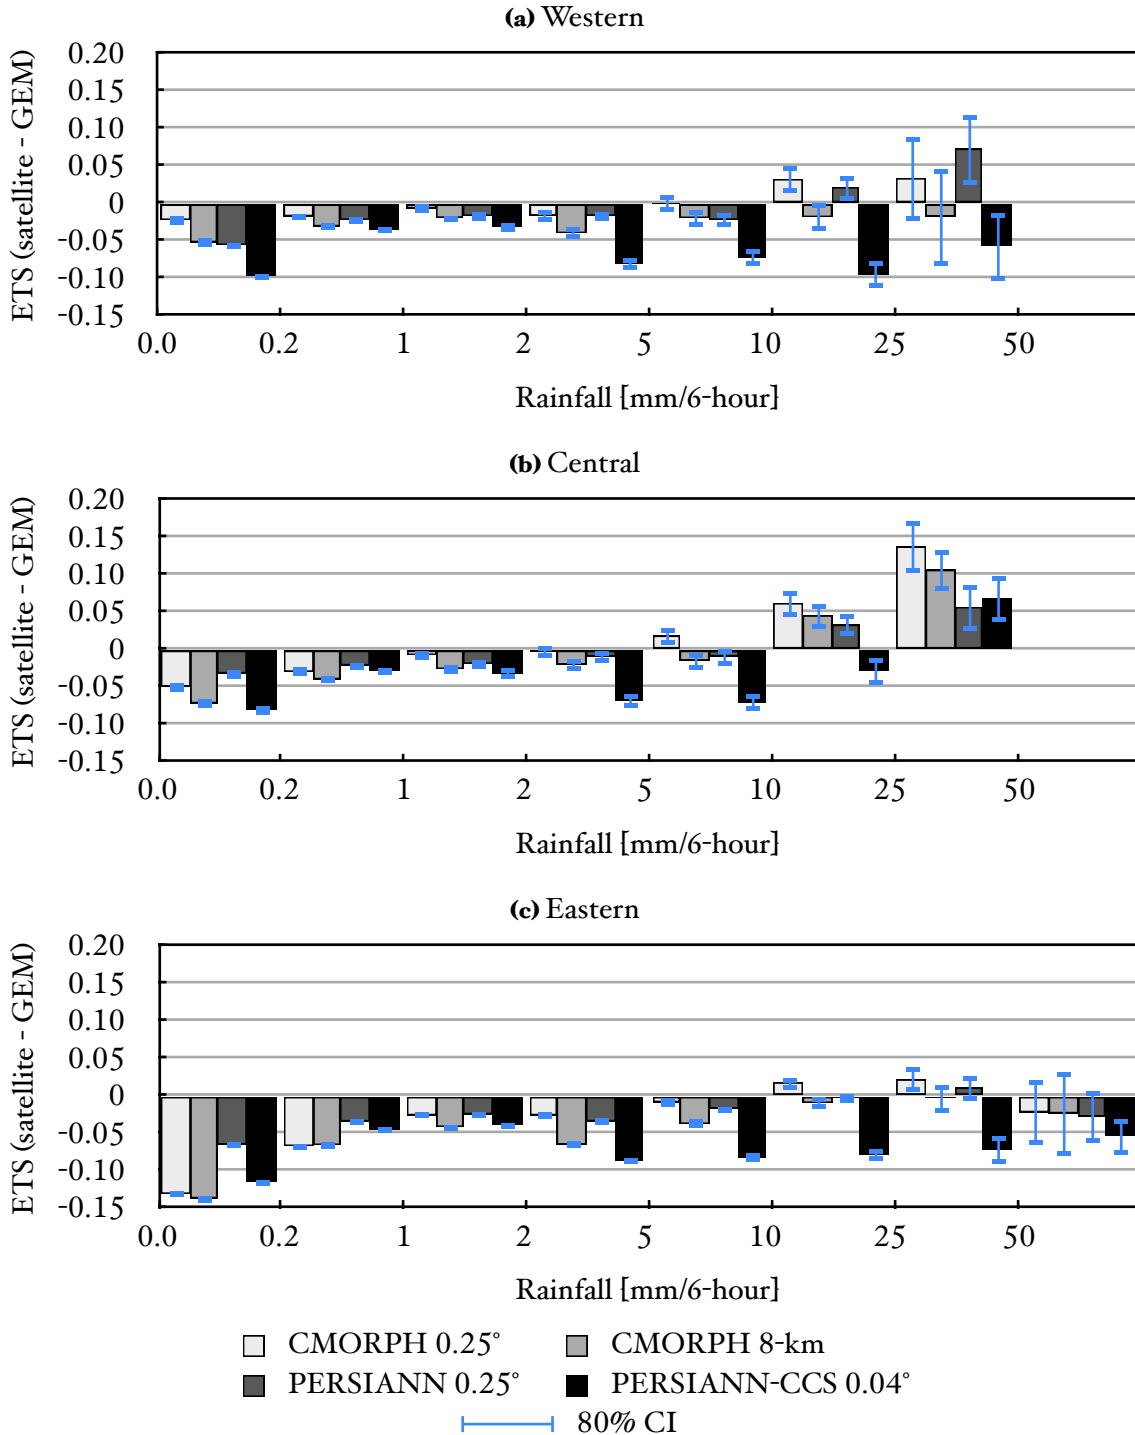 (a) Western
ETS (satellite - GEM)
0.20
0.15
0.10
0.05
0
-0.05
-0.10
-0.15
0.0 0.2 1 2 5 10 25 50
Rainfall [mm/6-hour]
(b) Central
ETS (satellite - GEM)
0.20
0.15
0.10
0.05
0
-0.05
-0.10
-0.15
0.0 0.2 1 2 5 10 25 50
Rainfall [mm/6-hour]
(c) Eastern
ETS (satellite - GEM)
0.20
0.15
0.10
0.05
0
-0.05
-0.10
-0.15
0.0 0.2 1 2 5 10 25 50
Rainfall [mm/6-hour]
CMORPH 0.25° CMORPH 8-km
PERSIANN 0.25° PERSIANN-CCS 0.04°
80% CI